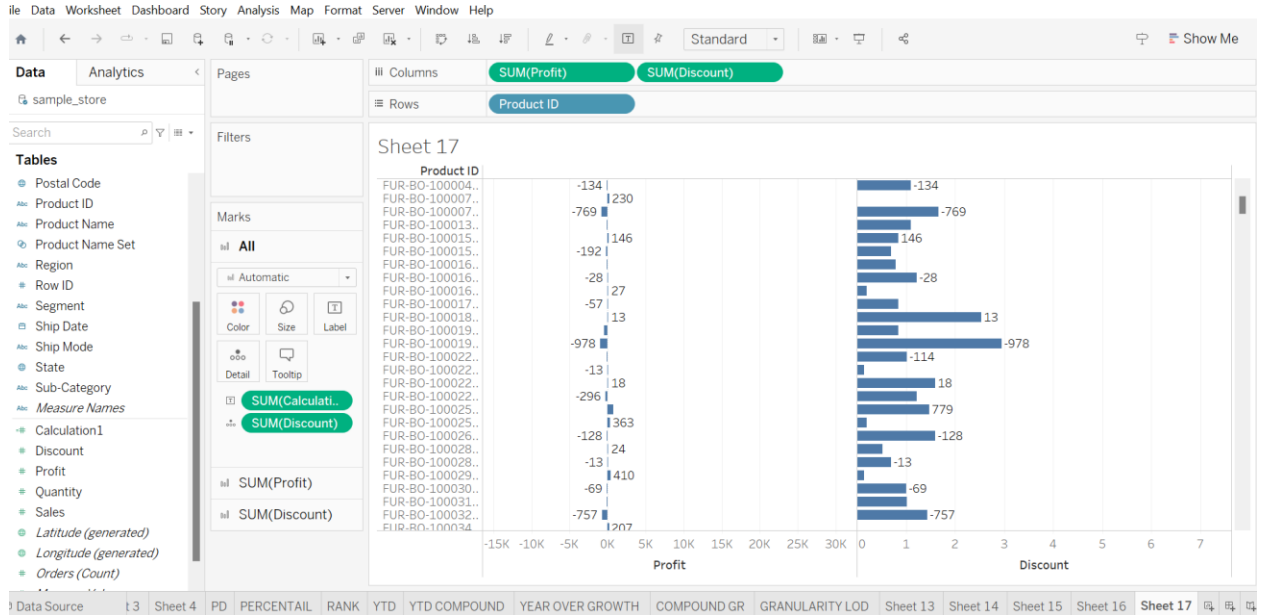 ile Data Worksheet Dashboard Story Analysis Map Format Server Window Help
Standard
Show Me
Data Analytics
sample_store
Search
Tables
Postal Code
Abc Product ID
Abc Product Name
Product Name Set
Abc Region
# Row ID
Abc Segment
Ship Date
Abc Ship Mode
State
Abc Sub-Category
Abc Measure Names
=# Calculation1
# Discount
# Profit
# Quantity
# Sales
Latitude (generated)
Longitude (generated)
# Orders (Count)
Pages
Filters
Marks
All
Automatic
Color Size Label
Detail Tooltip
SUM(Calculati..
SUM(Discount)
SUM(Profit)
SUM(Discount)
Columns SUM(Profit) SUM(Discount)
Rows Product ID
Sheet 17
Product ID
FUR-BO-100004.. -134 -134
FUR-BO-100007.. 230
FUR-BO-100007.. -769 -769
FUR-BO-100013..
FUR-BO-100015.. 146 146
FUR-BO-100015.. -192
FUR-BO-100016..
FUR-BO-100016.. -28 -28
FUR-BO-100016.. 27
FUR-BO-100017.. -57
FUR-BO-100018.. 13 13
FUR-BO-100019..
FUR-BO-100019.. -978 -978
FUR-BO-100022.. -114
FUR-BO-100022.. -13
FUR-BO-100022.. 18 18
FUR-BO-100022.. -296
FUR-BO-100025.. 779
FUR-BO-100025.. 363
FUR-BO-100026.. -128 -128
FUR-BO-100028.. 24
FUR-BO-100028.. -13 -13
FUR-BO-100029.. 410
FUR-BO-100030.. -69 -69
FUR-BO-100031..
FUR-BO-100032.. -757 -757
FUR-BO-100034 207
-15K -10K -5K 0K 5K 10K 15K 20K 25K 30K 0 1 2 3 4 5 6 7
Profit Discount
Data Source t 3 Sheet 4 PD PERCENTAIL RANK YTD YTD COMPOUND YEAR OVER GROWTH COMPOUND GR GRANULARITY LOD Sheet 13 Sheet 14 Sheet 15 Sheet 16 Sheet 17